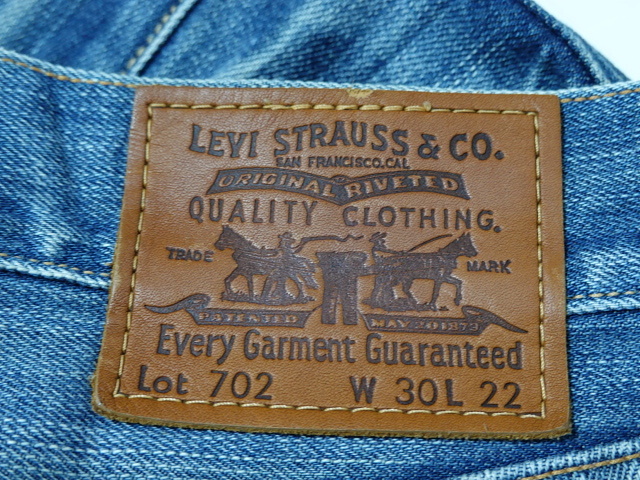 LEVI STRAUSS & CO.
SAN FRANCISCO.CAL
ORIGINAL RIVETED
QUALITY CLOTHING.
TRADE MARK
PATENTED MAY 20 1873
Every Garment Guaranteed
Lot 702 W 30 L 22